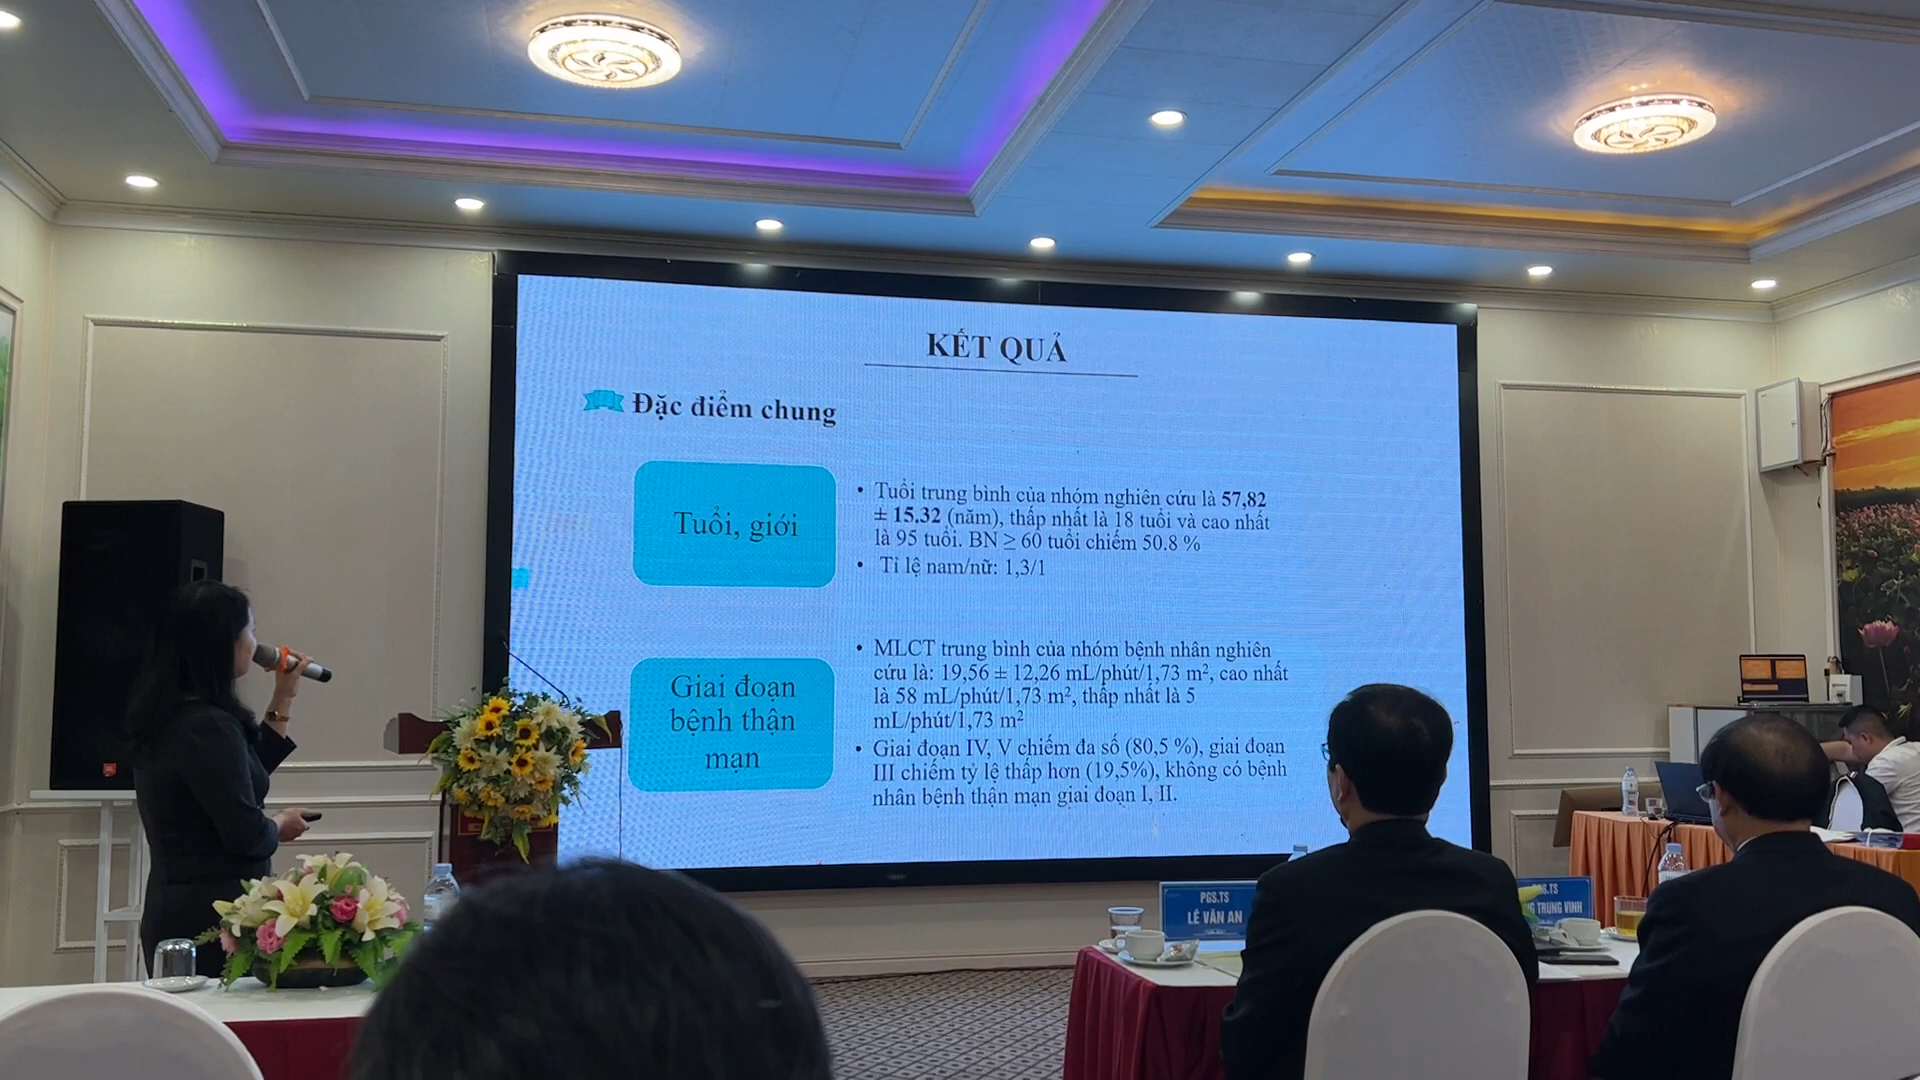 KẾT QUẢ
Đặc điểm chung
Tuổi, giới
• Tuổi trung bình của nhóm nghiên cứu là 57,82
± 15,32 (năm), thấp nhất là 18 tuổi và cao nhất
là 95 tuổi. BN ≥ 60 tuổi chiếm 50.8 %
• Tỉ lệ nam/nữ: 1,3/1
Giai đoạn
bệnh thận
mạn
• MLCT trung bình của nhóm bệnh nhân nghiên
cứu là: 19,56 ± 12,26 mL/phút/1,73 m², cao nhất
là 58 mL/phút/1,73 m², thấp nhất là 5
mL/phút/1,73 m²
• Giai đoạn IV, V chiếm đa số (80,5 %), giai đoạn
III chiếm tỷ lệ thấp hơn (19,5%), không có bệnh
nhân bệnh thận mạn giai đoạn I, II.
PGS.TS
LÊ VĂN AN
TRUNG VINH